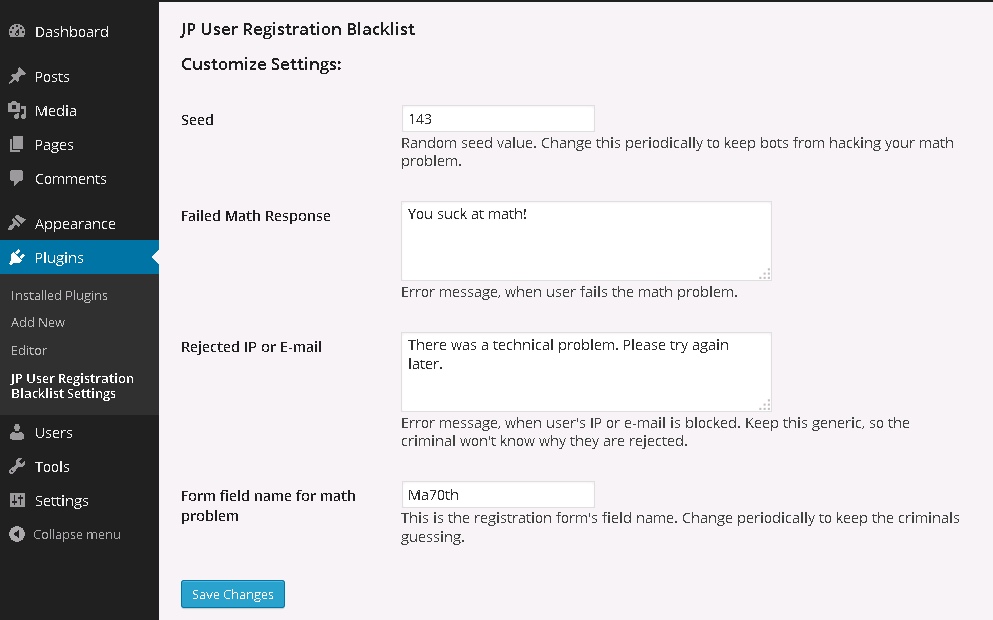 Dashboard
Posts
Media
Pages
Comments
Appearance
Plugins
Installed Plugins
Add New
Editor
JP User Registration
Blacklist Settings
Users
Tools
Settings
Collapse menu
JP User Registration Blacklist
Customize Settings:
Seed
143
Random seed value. Change this periodically to keep bots from hacking your math
problem.
Failed Math Response
You suck at math!
Error message, when user fails the math problem.
Rejected IP or E-mail
There was a technical problem. Please try again
later.
Error message, when user's IP or e-mail is blocked. Keep this generic, so the
criminal won't know why they are rejected.
Form field name for math
problem
Ma70th
This is the registration form's field name. Change periodically to keep the criminals
guessing.
Save Changes